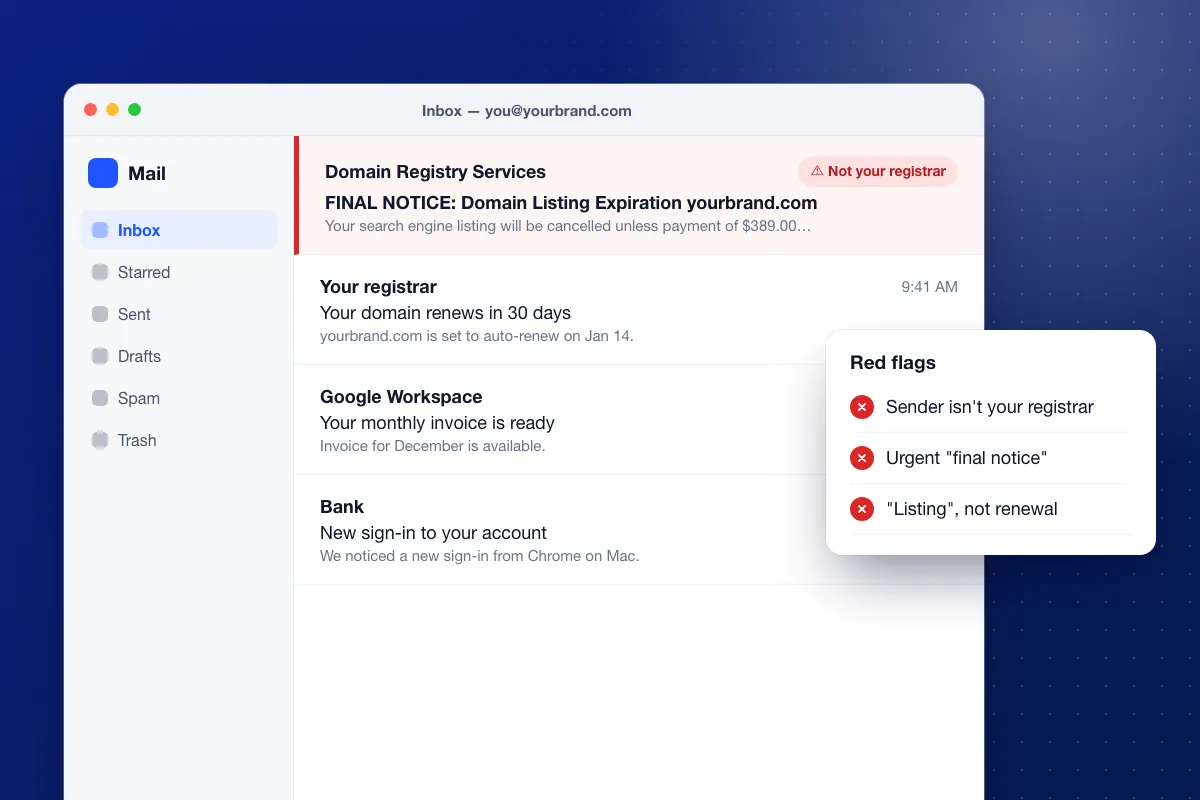 Inbox — you@yourbrand.com
Mail
Inbox
Starred
Sent
Drafts
Spam
Trash
Domain Registry Services
⚠ Not your registrar
FINAL NOTICE: Domain Listing Expiration yourbrand.com
Your search engine listing will be cancelled unless payment of $389.00…
Your registrar
9:41 AM
Your domain renews in 30 days
yourbrand.com is set to auto-renew on Jan 14.
Google Workspace
Your monthly invoice is ready
Invoice for December is available.
Bank
New sign-in to your account
We noticed a new sign-in from Chrome on Mac.
Red flags
Sender isn't your registrar
Urgent "final notice"
"Listing", not renewal